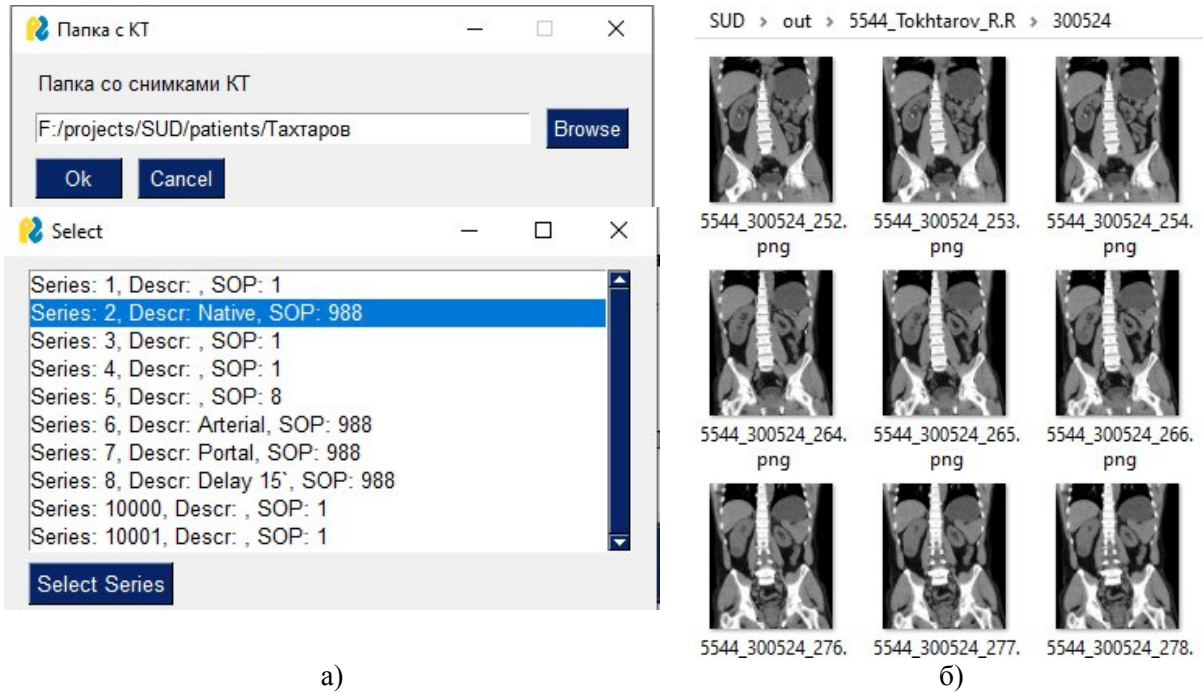 Папка с КТ
Папка со снимками КТ
F:/projects/SUD/patients/Тахтаров
Browse
Ok
Cancel
Select
Series: 1, Descr: , SOP: 1
Series: 2, Descr: Native, SOP: 988
Series: 3, Descr: , SOP: 1
Series: 4, Descr: , SOP: 1
Series: 5, Descr: , SOP: 8
Series: 6, Descr: Arterial, SOP: 988
Series: 7, Descr: Portal, SOP: 988
Series: 8, Descr: Delay 15`, SOP: 988
Series: 10000, Descr: , SOP: 1
Series: 10001, Descr: , SOP: 1
Select Series
а)
SUD > out > 5544_Tokhtarov_R.R > 300524
5544_300524_252.
png
5544_300524_253.
png
5544_300524_254.
png
5544_300524_264.
png
5544_300524_265.
png
5544_300524_266.
png
5544_300524_276.
5544_300524_277.
5544_300524_278.
б)